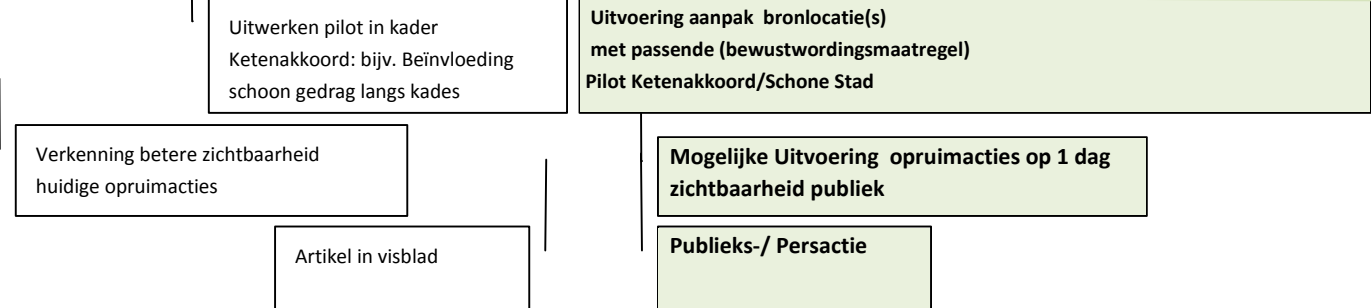 Uitwerken pilot in kader
Ketenakkoord: bijv. Beïnvloeding
schoon gedrag langs kades
Uitvoering aanpak bronlocatie(s)
met passende (bewustwordingsmaatregel)
Pilot Ketenakkoord/Schone Stad
Verkenning betere zichtbaarheid
huidige opruimacties
Mogelijke Uitvoering opruimacties op 1 dag
zichtbaarheid publiek
Artikel in visblad
Publieks-/ Persactie